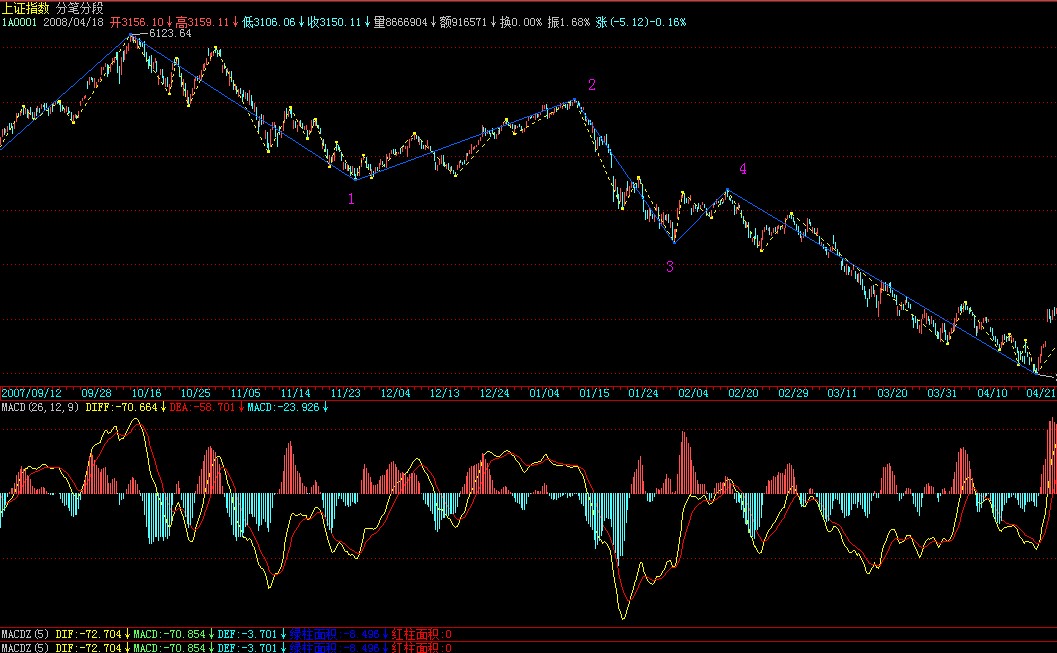 上证指数 分笔分段
1A0001 2008/04/18 开3156.10↓高3159.11↓低3106.06↓收3150.11↓量8666904↓额916571↓换0.00% 振1.68% 涨(-5.12)-0.16%
6123.64
2
4
1
3
2007/09/12 09/28 10/16 10/25 11/05 11/14 11/23 12/04 12/13 12/24 01/04 01/15 01/24 02/04 02/20 02/29 03/11 03/20 03/31 04/10 04/21
MACD(26,12,9) DIFF:-70.664↓DEA:-58.701↓MACD:-23.926↓
MACDZ(5) DIF:-72.704↓MACD:-70.854↓DEF:-3.701↓绿柱面积:-6.496↓红柱面积:0
MACDZ(5) DIF:-72.704↓MACD:-70.854↓DEF:-3.701↓绿柱面积:-6.496↓红柱面积:0